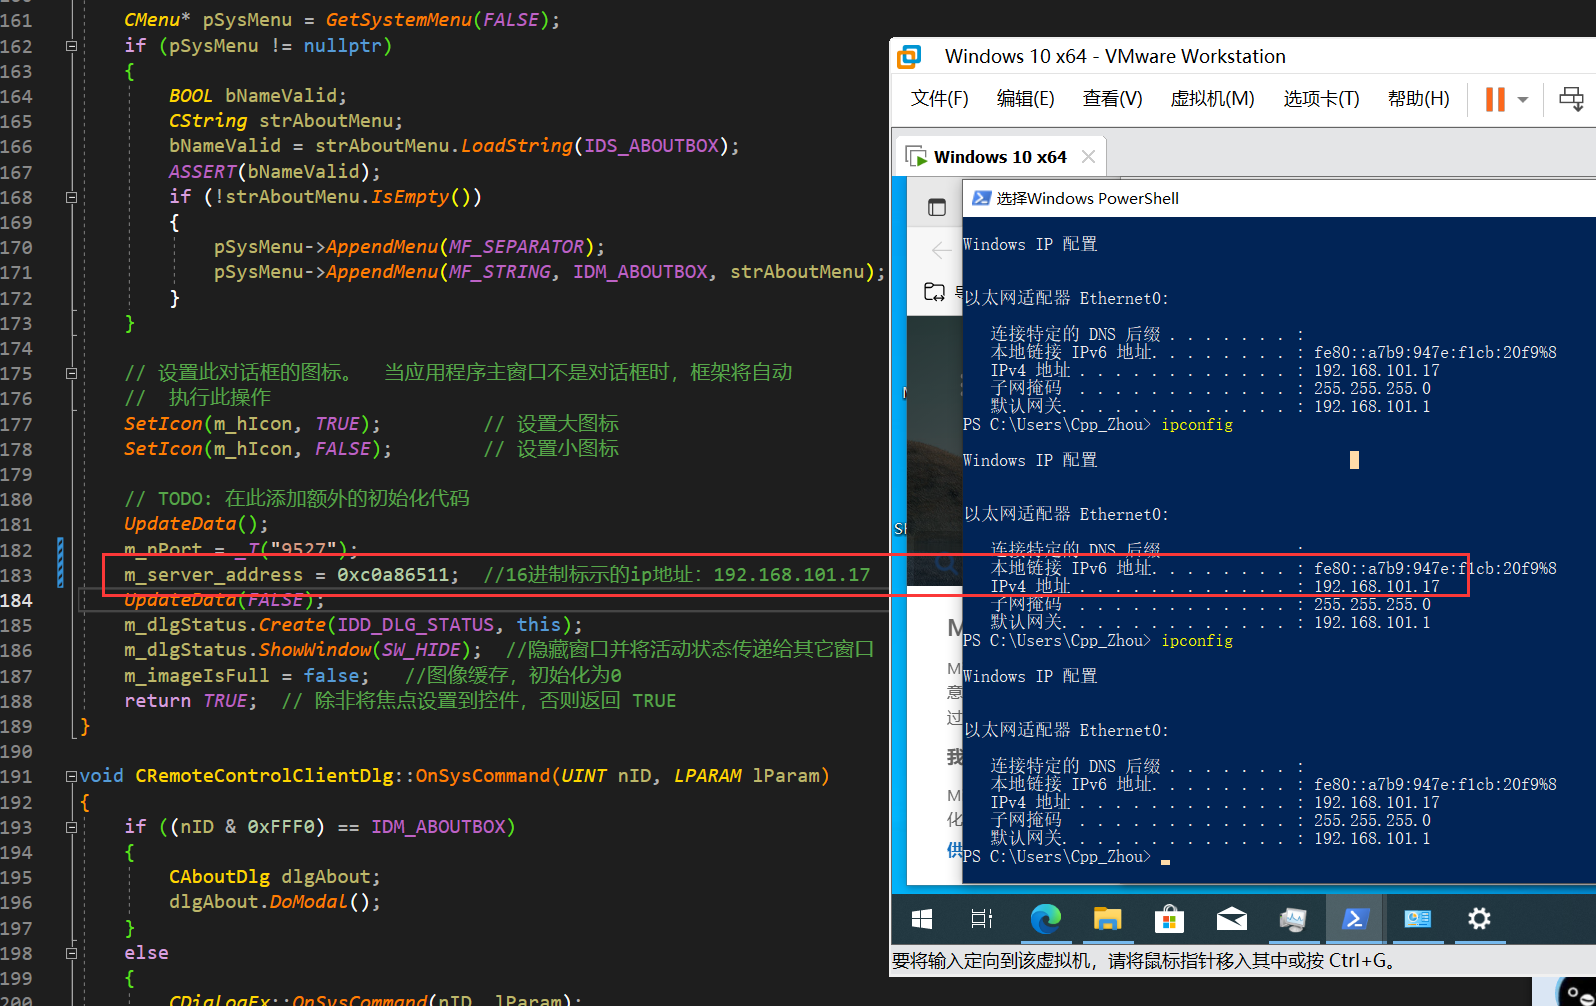 161 CMenu* pSysMenu = GetSystemMenu(FALSE);
162 if (pSysMenu != nullptr)
163 {
164 BOOL bNameValid;
165 CString strAboutMenu;
166 bNameValid = strAboutMenu.LoadString(IDS_ABOUTBOX);
167 ASSERT(bNameValid);
168 if (!strAboutMenu.IsEmpty())
169 {
170 pSysMenu->AppendMenu(MF_SEPARATOR);
171 pSysMenu->AppendMenu(MF_STRING, IDM_ABOUTBOX, strAboutMenu);
172 }
173 }
174
175 // 设置此对话框的图标。 当应用程序主窗口不是对话框时，框架将自动
176 // 执行此操作
177 SetIcon(m_hIcon, TRUE); // 设置大图标
178 SetIcon(m_hIcon, FALSE); // 设置小图标
179
180 // TODO: 在此添加额外的初始化代码
181 UpdateData();
182 m_nPort = _T("9527");
183 m_server_address = 0xc0a86511; //16进制标示的ip地址：192.168.101.17
184 UpdateData(FALSE);
185 m_dlgStatus.Create(IDD_DLG_STATUS, this);
186 m_dlgStatus.ShowWindow(SW_HIDE); //隐藏窗口并将活动状态传递给其它窗口
187 m_imageIsFull = false; //图像缓存，初始化为0
188 return TRUE; // 除非将焦点设置到控件，否则返回 TRUE
189 }
190
191 void CRemoteControlClientDlg::OnSysCommand(UINT nID, LPARAM lParam)
192 {
193 if ((nID & 0xFFF0) == IDM_ABOUTBOX)
194 {
195 CAboutDlg dlgAbout;
196 dlgAbout.DoModal();
197 }
198 else
199 {
200 CDialogEx::OnSysCommand(nID, lParam);
Windows 10 x64 - VMware Workstation
文件(F) 编辑(E) 查看(V) 虚拟机(M) 选项卡(T) 帮助(H)
Windows 10 x64
选择Windows PowerShell
Windows IP 配置
以太网适配器 Ethernet0:
连接特定的 DNS 后缀 . . . . . . . :
本地链接 IPv6 地址. . . . . . . . : fe80::a7b9:947e:f1cb:20f9%8
IPv4 地址 . . . . . . . . . . . . : 192.168.101.17
子网掩码 . . . . . . . . . . . . : 255.255.255.0
默认网关. . . . . . . . . . . . . : 192.168.101.1
PS C:\Users\Cpp_Zhou> ipconfig
Windows IP 配置
以太网适配器 Ethernet0:
连接特定的 DNS 后缀 . . . . . . . :
本地链接 IPv6 地址. . . . . . . . : fe80::a7b9:947e:f1cb:20f9%8
IPv4 地址 . . . . . . . . . . . . : 192.168.101.17
子网掩码 . . . . . . . . . . . . : 255.255.255.0
默认网关. . . . . . . . . . . . . : 192.168.101.1
PS C:\Users\Cpp_Zhou> ipconfig
Windows IP 配置
以太网适配器 Ethernet0:
连接特定的 DNS 后缀 . . . . . . . :
本地链接 IPv6 地址. . . . . . . . : fe80::a7b9:947e:f1cb:20f9%8
IPv4 地址 . . . . . . . . . . . . : 192.168.101.17
子网掩码 . . . . . . . . . . . . : 255.255.255.0
默认网关. . . . . . . . . . . . . : 192.168.101.1
PS C:\Users\Cpp_Zhou>
M
M
意
过
我
M
化
供
要将输入定向到该虚拟机，请将鼠标指针移入其中或按 Ctrl+G。